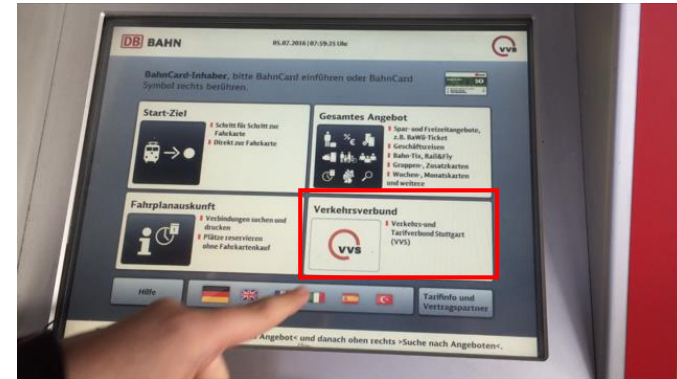 DB BAHN
05.07.2016 | 07:59:25 Uhr
VVS
BahnCard-Inhaber, bitte BahnCard einführen oder BahnCard
Symbol rechts berühren.
Start-Ziel
Schritt für Schritt zur
Fahrkarte
Direkt zur Fahrkarte
Gesamtes Angebot
Spar- und Freizeitangebote,
z.B. BaWü-Ticket
Geschäftsreisen
Bahn-Tix, Rail&Fly
Gruppen-, Zusatzkarten
Wochen-, Monatskarten
und weitere
Fahrplanauskunft
Verbindungen suchen und
drucken
Plätze reservieren
ohne Fahrkartenkauf
Verkehrsverbund
VVS
Verkehrs-und
Tarifverbund Stuttgart
(VVS)
Hilfe
Tarifinfo und
Vertragspartner
Angebot< und danach oben rechts >Suche nach Angeboten<.